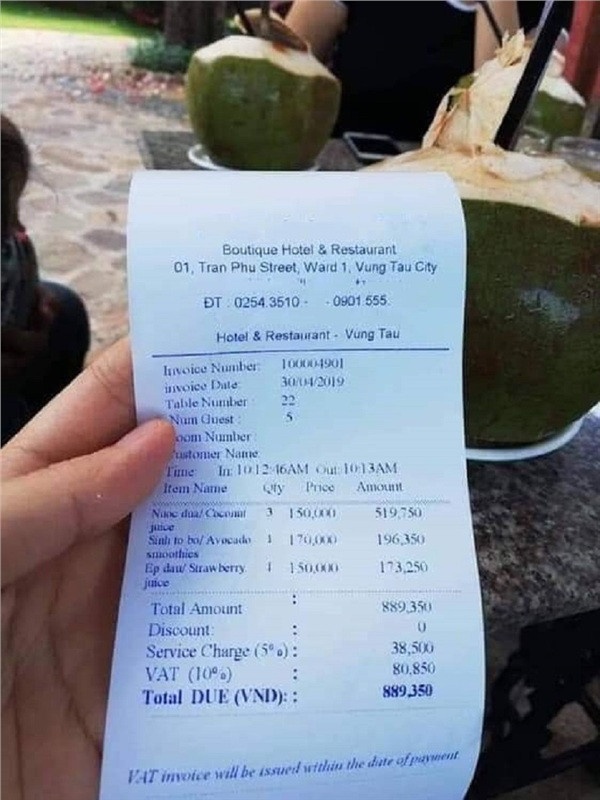 Boutique Hotel & Restaurant
01, Tran Phu Street, Ward 1, Vung Tau City
ĐT : 0254.3510 - - 0901 555.
Hotel & Restaurant - Vung Tau
Invoice Number: 100004901
invoice Date: 30/04/2019
Table Number 22
Num Guest : 5
oom Number :
ustomer Name
Time In: 10:12:46AM Out: 10:13AM
Item Name Qty Price Amount
Nuoc dua/ Coconut 3 150,000 519,750
juice
Sinh to bo/ Avocado 1 170,000 196,350
smoothies
Ep dau/ Strawberry 1 150,000 173,250
juice
Total Amount : 889,350
Discount: : 0
Service Charge (5%) : 38,500
VAT (10%) : 80,850
Total DUE (VND): : 889,350
VAT invoice will be issued within the date of payment